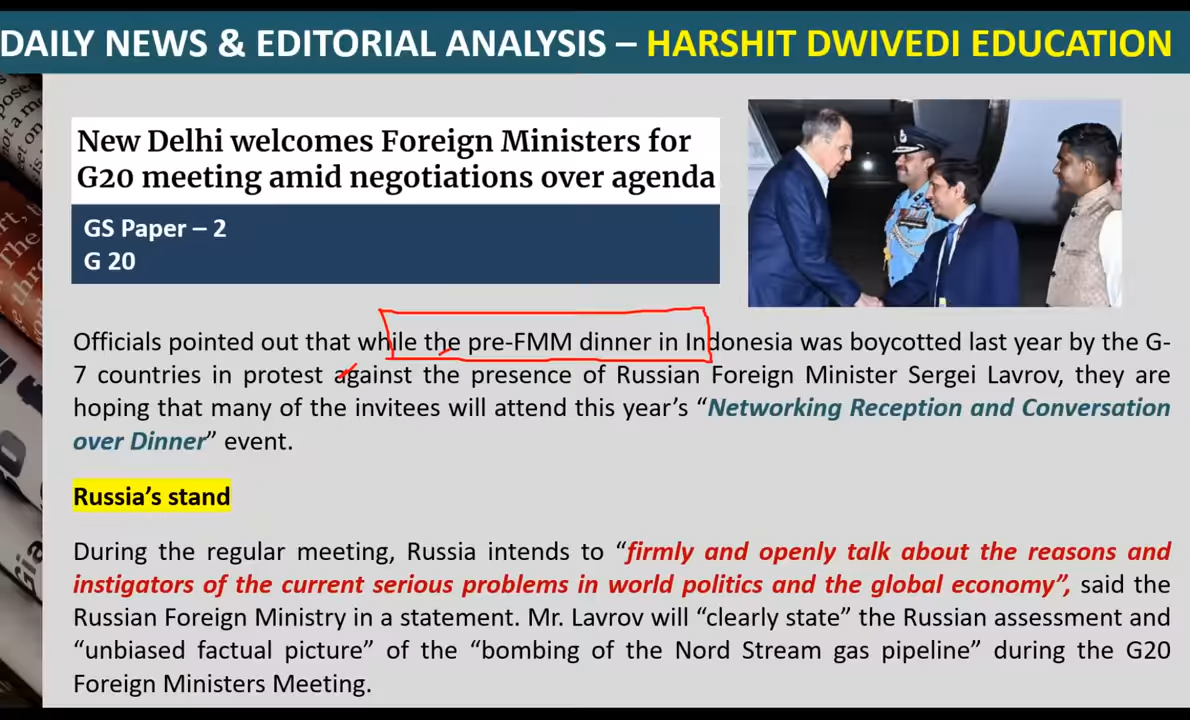 DAILY NEWS & EDITORIAL ANALYSIS – HARSHIT DWIVEDI EDUCATION
New Delhi welcomes Foreign Ministers for
G20 meeting amid negotiations over agenda
GS Paper – 2
G 20
Officials pointed out that while the pre-FMM dinner in Indonesia was boycotted last year by the G-
7 countries in protest against the presence of Russian Foreign Minister Sergei Lavrov, they are
hoping that many of the invitees will attend this year’s “Networking Reception and Conversation
over Dinner” event.
Russia’s stand
During the regular meeting, Russia intends to “firmly and openly talk about the reasons and
instigators of the current serious problems in world politics and the global economy”, said the
Russian Foreign Ministry in a statement. Mr. Lavrov will “clearly state” the Russian assessment and
“unbiased factual picture” of the “bombing of the Nord Stream gas pipeline” during the G20
Foreign Ministers Meeting.